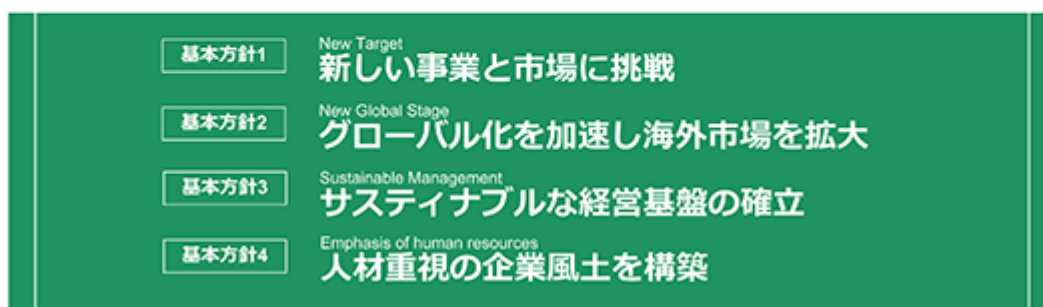 基本方針1
New Target
新しい事業と市場に挑戦
基本方針2
New Global Stage
グローバル化を加速し海外市場を拡大
基本方針3
Sustainable Management
サスティナブルな経営基盤の確立
基本方針4
Emphasis of human resources
人材重視の企業風土を構築